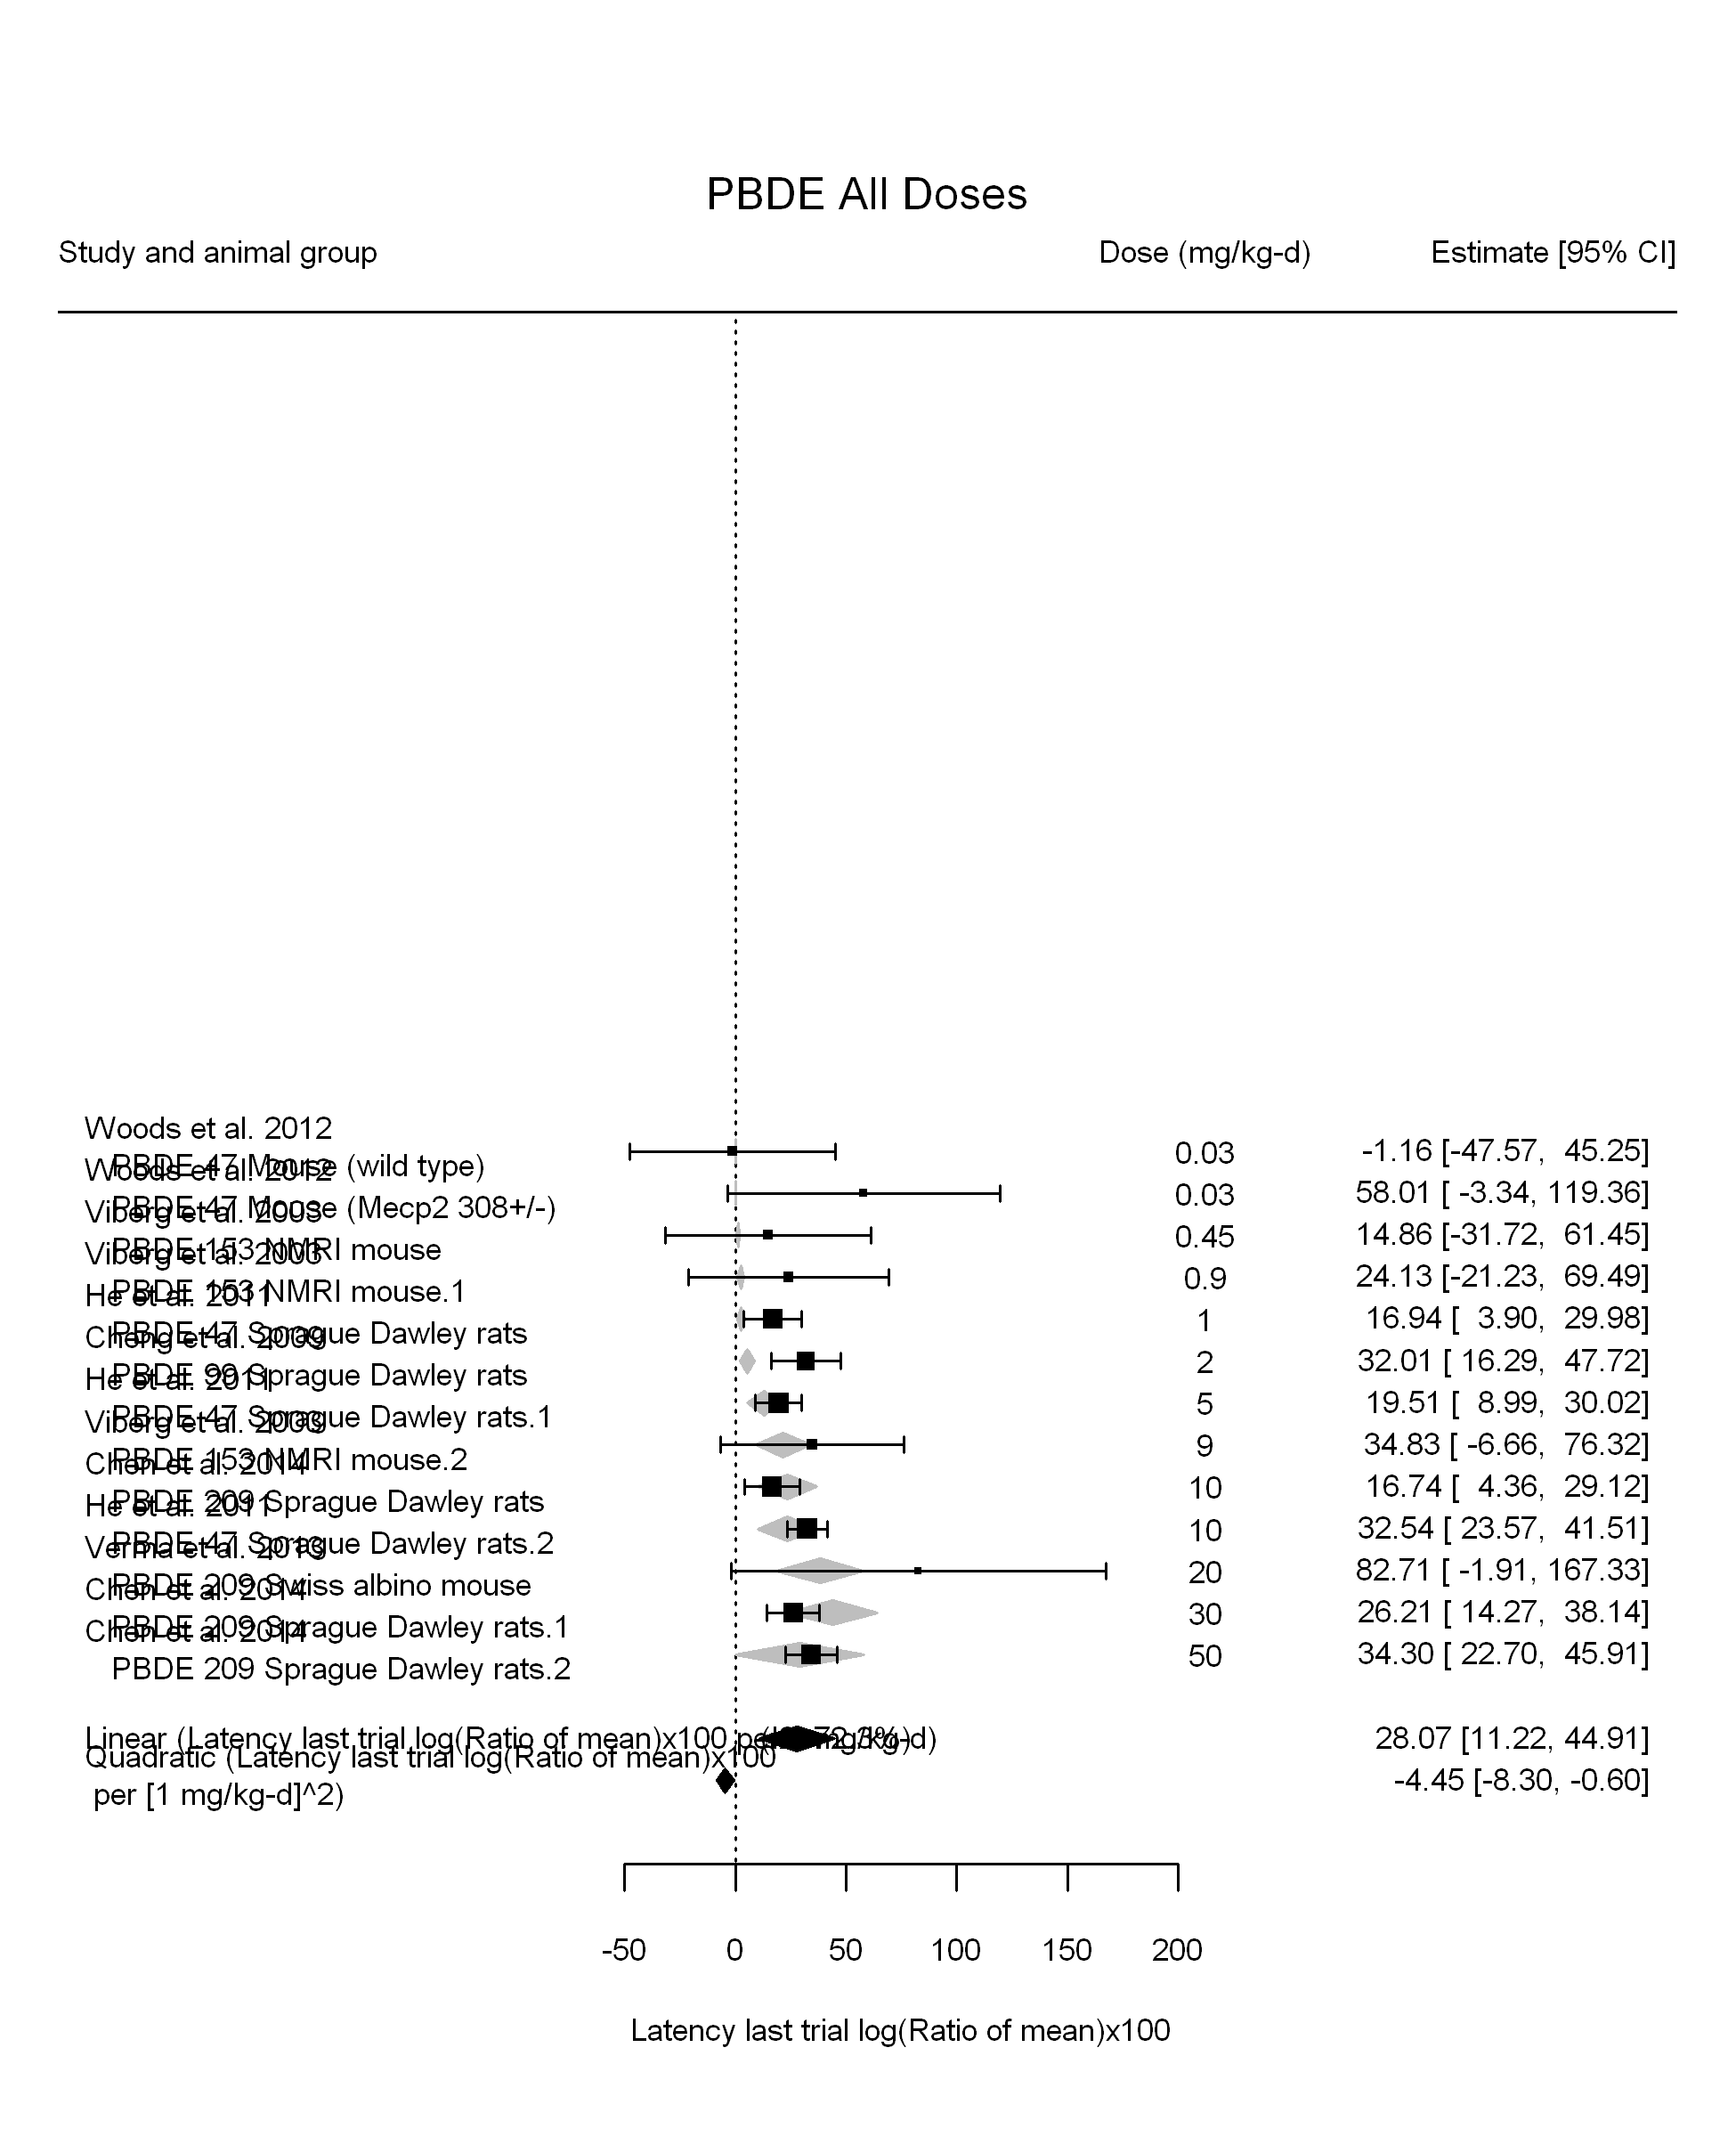 PBDE All Doses
Study and animal group Dose (mg/kg-d) Estimate [95% CI]
Woods et al. 2012
PBDE 47 Mouse (wild type) 0.03 -1.16 [-47.57, 45.25]
Woods et al. 2012
PBDE 47 Mouse (Mecp2 308+/-) 0.03 58.01 [ -3.34, 119.36]
Viberg et al. 2003
PBDE 153 NMRI mouse 0.45 14.86 [-31.72, 61.45]
Viberg et al. 2003
PBDE 153 NMRI mouse.1 0.9 24.13 [-21.23, 69.49]
He et al. 2011
PBDE 47 Sprague Dawley rats 1 16.94 [ 3.90, 29.98]
Cheng et al. 2009
PBDE 99 Sprague Dawley rats 2 32.01 [ 16.29, 47.72]
He et al. 2011
PBDE 47 Sprague Dawley rats.1 5 19.51 [ 8.99, 30.02]
Viberg et al. 2003
PBDE 153 NMRI mouse.2 9 34.83 [ -6.66, 76.32]
Chen et al. 2014
PBDE 209 Sprague Dawley rats 10 16.74 [ 4.36, 29.12]
He et al. 2011
PBDE 47 Sprague Dawley rats.2 10 32.54 [ 23.57, 41.51]
Verma et al. 2013
PBDE 209 Swiss albino mouse 20 82.71 [ -1.91, 167.33]
Chen et al. 2014
PBDE 209 Sprague Dawley rats.1 30 26.21 [ 14.27, 38.14]
Chen et al. 2014
PBDE 209 Sprague Dawley rats.2 50 34.30 [ 22.70, 45.91]
Linear (Latency last trial log(Ratio of mean)x100 mg/kg-d) 28.07 [11.22, 44.91]
Quadratic (Latency last trial log(Ratio of mean)x100
per [1 mg/kg-d]^2) -4.45 [-8.30, -0.60]
-50 0 50 100 150 200
Latency last trial log(Ratio of mean)x100